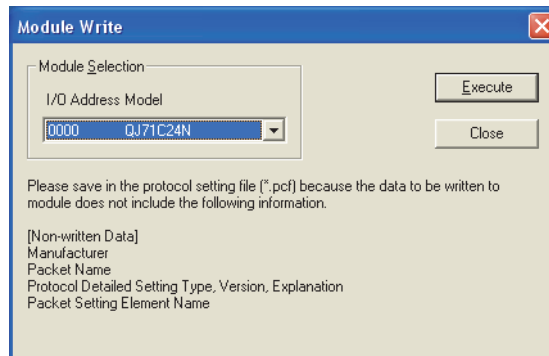 Module Write
Module Selection
I/O Address Model
0000 QJ71C24N
Execute
Close
Please save in the protocol setting file (*.pcf) because the data to be written to
module does not include the following information.
[Non-written Data]
Manufacturer
Packet Name
Protocol Detailed Setting Type, Version, Explanation
Packet Setting Element Name